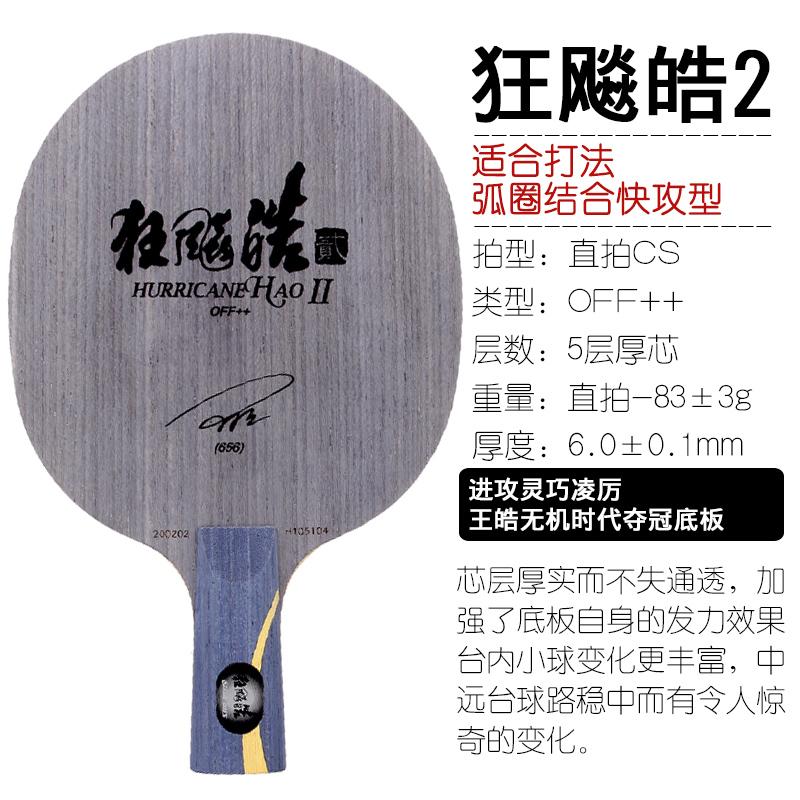 狂飚皓2
适合打法
弧圈结合快攻型
拍型：直拍CS
类型：OFF++
层数：5层厚芯
重量：直拍-83±3g
厚度：6.0±0.1mm
进攻灵巧凌厉
王皓无机时代夺冠底板
芯层厚实而不失通透，加
强了底板自身的发力效果
台内小球变化更丰富，中
远台球路稳中而有令人惊
奇的变化。
狂飚皓 贰
HURRICANE HAO II
OFF++
(656)
200202 H105104
狂飚皓